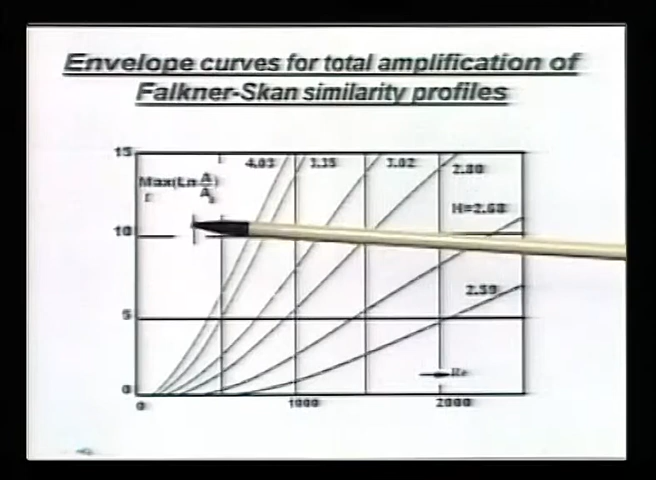 Envelope curves for total amplification of
Falkner-Skan similarity profiles
15
4.03 3.35 3.02 2.80
Max(Ln A/A
H=2.68
10
2.59
5
Re
0
0 1000 2000